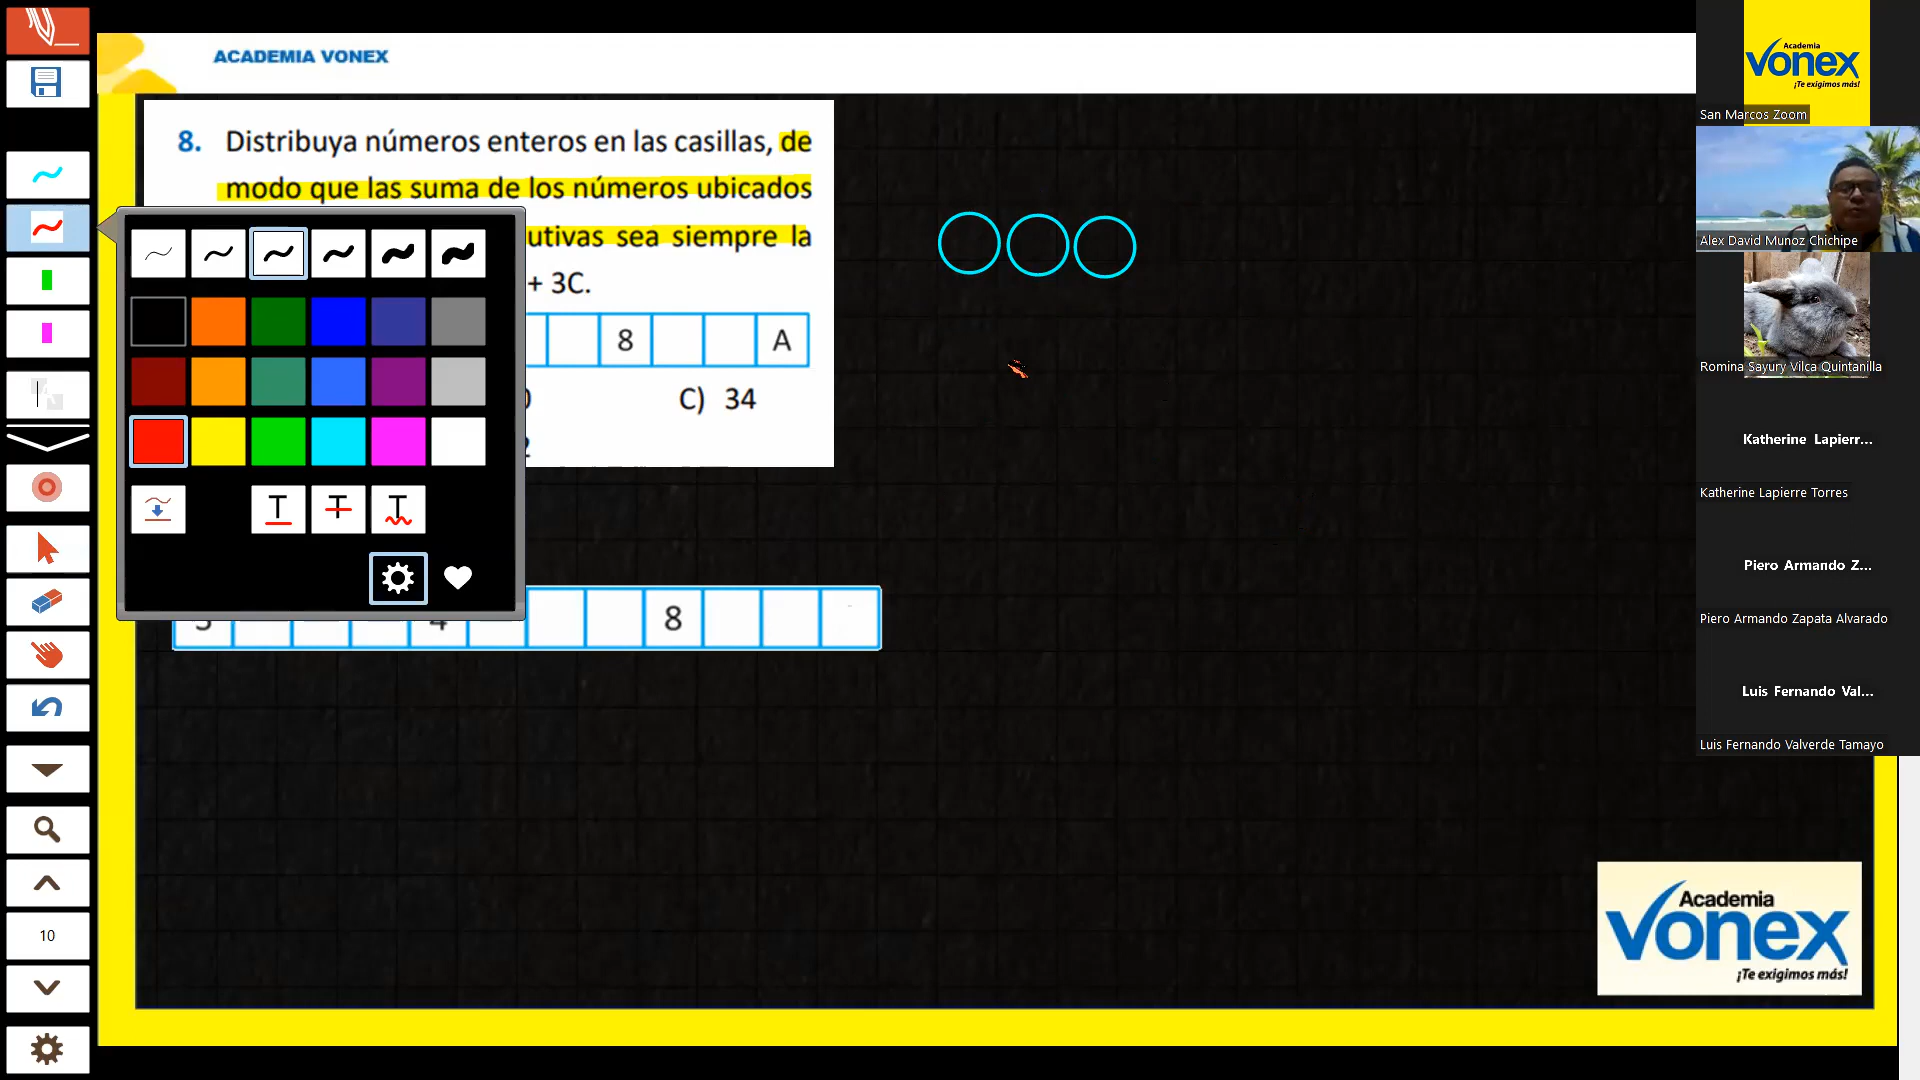 ACADEMIA VONEX
8. Distribuya números enteros en las casillas, de
modo que las suma de los números ubicados
utivas sea siempre la
+ 3C.
8 A
C) 34
8
T T T
10
Academia
vonex
¡Te exigimos más!
San Marcos Zoom
Alex David Munoz Chichipe
Romina Sayury Vilca Quintanilla
Katherine Lapierr...
Katherine Lapierre Torres
Piero Armando Z...
Piero Armando Zapata Alvarado
Luis Fernando Val...
Luis Fernando Valverde Tamayo
Academia
vonex
¡Te exigimos más!